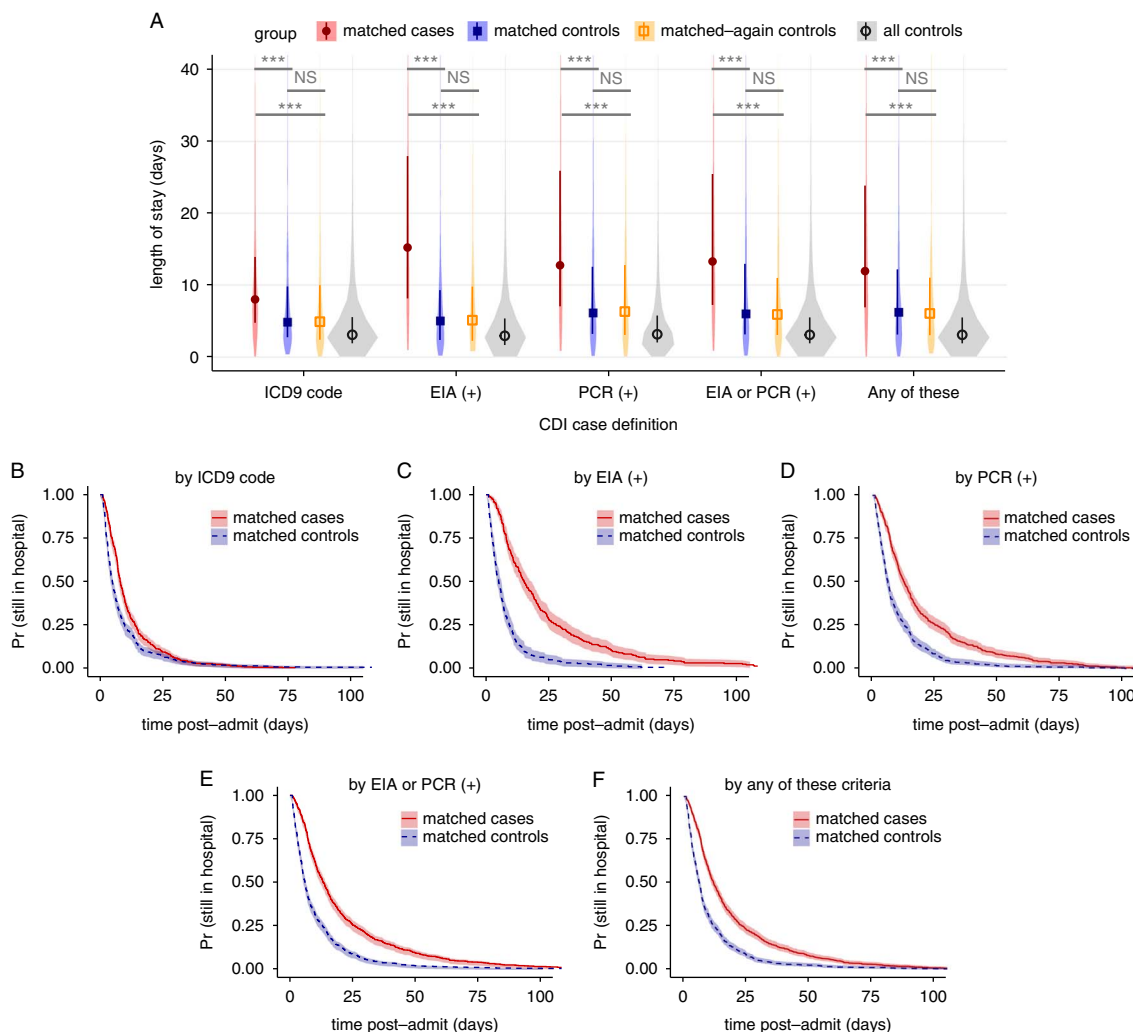 A
group matched cases matched controls matched–again controls all controls
40
30
20
10
0
length of stay (days)
*** NS ***
*** NS ***
*** NS ***
*** NS ***
*** NS ***
ICD9 code EIA (+) PCR (+) EIA or PCR (+) Any of these
CDI case definition
B
by ICD9 code
1.00
0.75
0.50
0.25
0.00
Pr (still in hospital)
matched cases
matched controls
0 25 50 75 100
time post–admit (days)
C
by EIA (+)
1.00
0.75
0.50
0.25
0.00
Pr (still in hospital)
matched cases
matched controls
0 25 50 75 100
time post–admit (days)
D
by PCR (+)
1.00
0.75
0.50
0.25
0.00
Pr (still in hospital)
matched cases
matched controls
0 25 50 75 100
time post–admit (days)
E
by EIA or PCR (+)
1.00
0.75
0.50
0.25
0.00
Pr (still in hospital)
matched cases
matched controls
0 25 50 75 100
time post–admit (days)
F
by any of these criteria
1.00
0.75
0.50
0.25
0.00
Pr (still in hospital)
matched cases
matched controls
0 25 50 75 100
time post–admit (days)